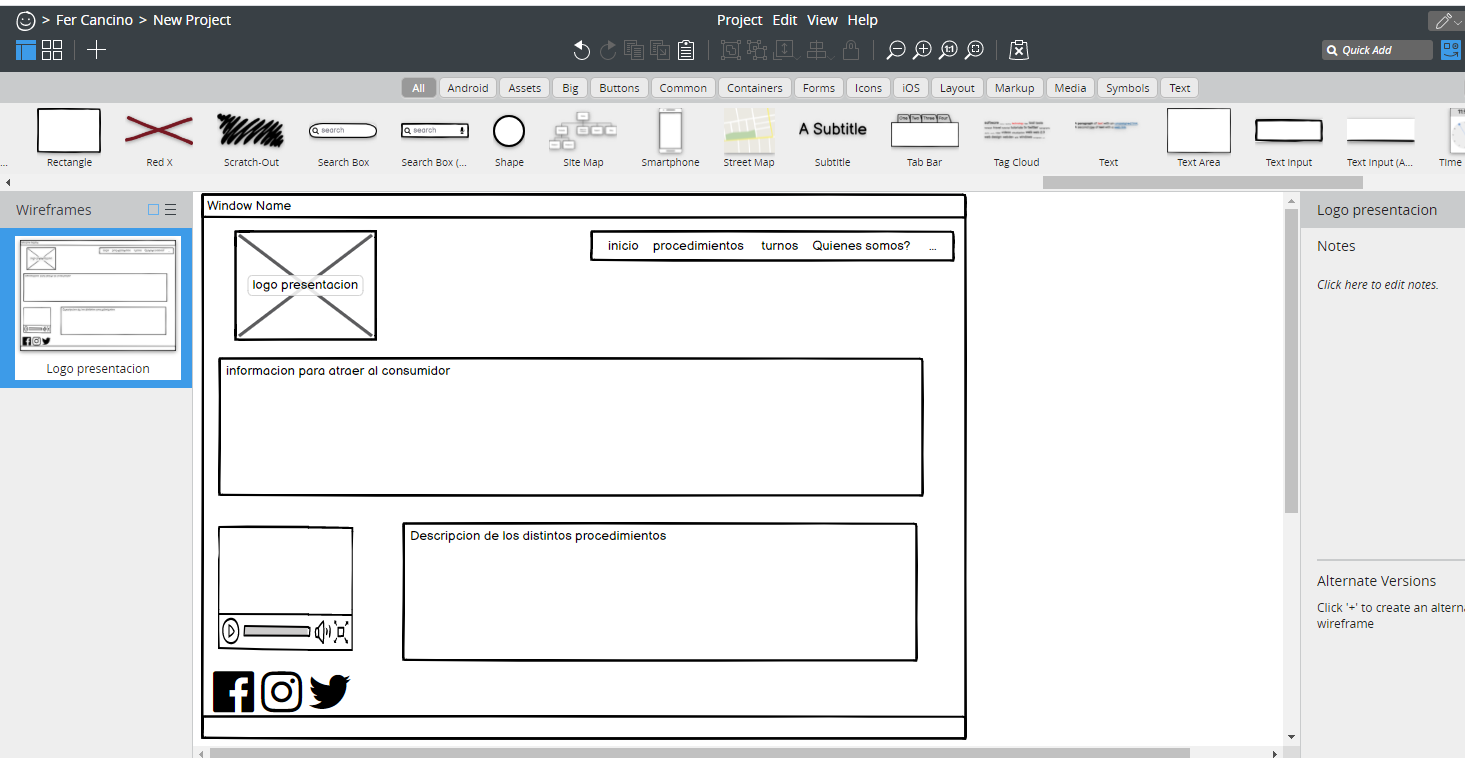 > Fer Cancino > New Project
Project Edit View Help
1:1
Quick Add
All Android Assets Big Buttons Common Containers Forms Icons iOS Layout Markup Media Symbols Text
search
search
A Subtitle
One Two Three Four
... Rectangle Red X Scratch-Out Search Box Search Box (... Shape Site Map Smartphone Street Map Subtitle Tab Bar Tag Cloud Text Text Area Text Input Text Input (A... Time
Wireframes
Logo presentacion
Window Name
inicio procedimientos turnos Quienes somos? ...
logo presentacion
informacion para atraer al consumidor
Descripcion de los distintos procedimientos
Logo presentacion
Notes
Click here to edit notes.
Alternate Versions
Click '+' to create an alterna
wireframe